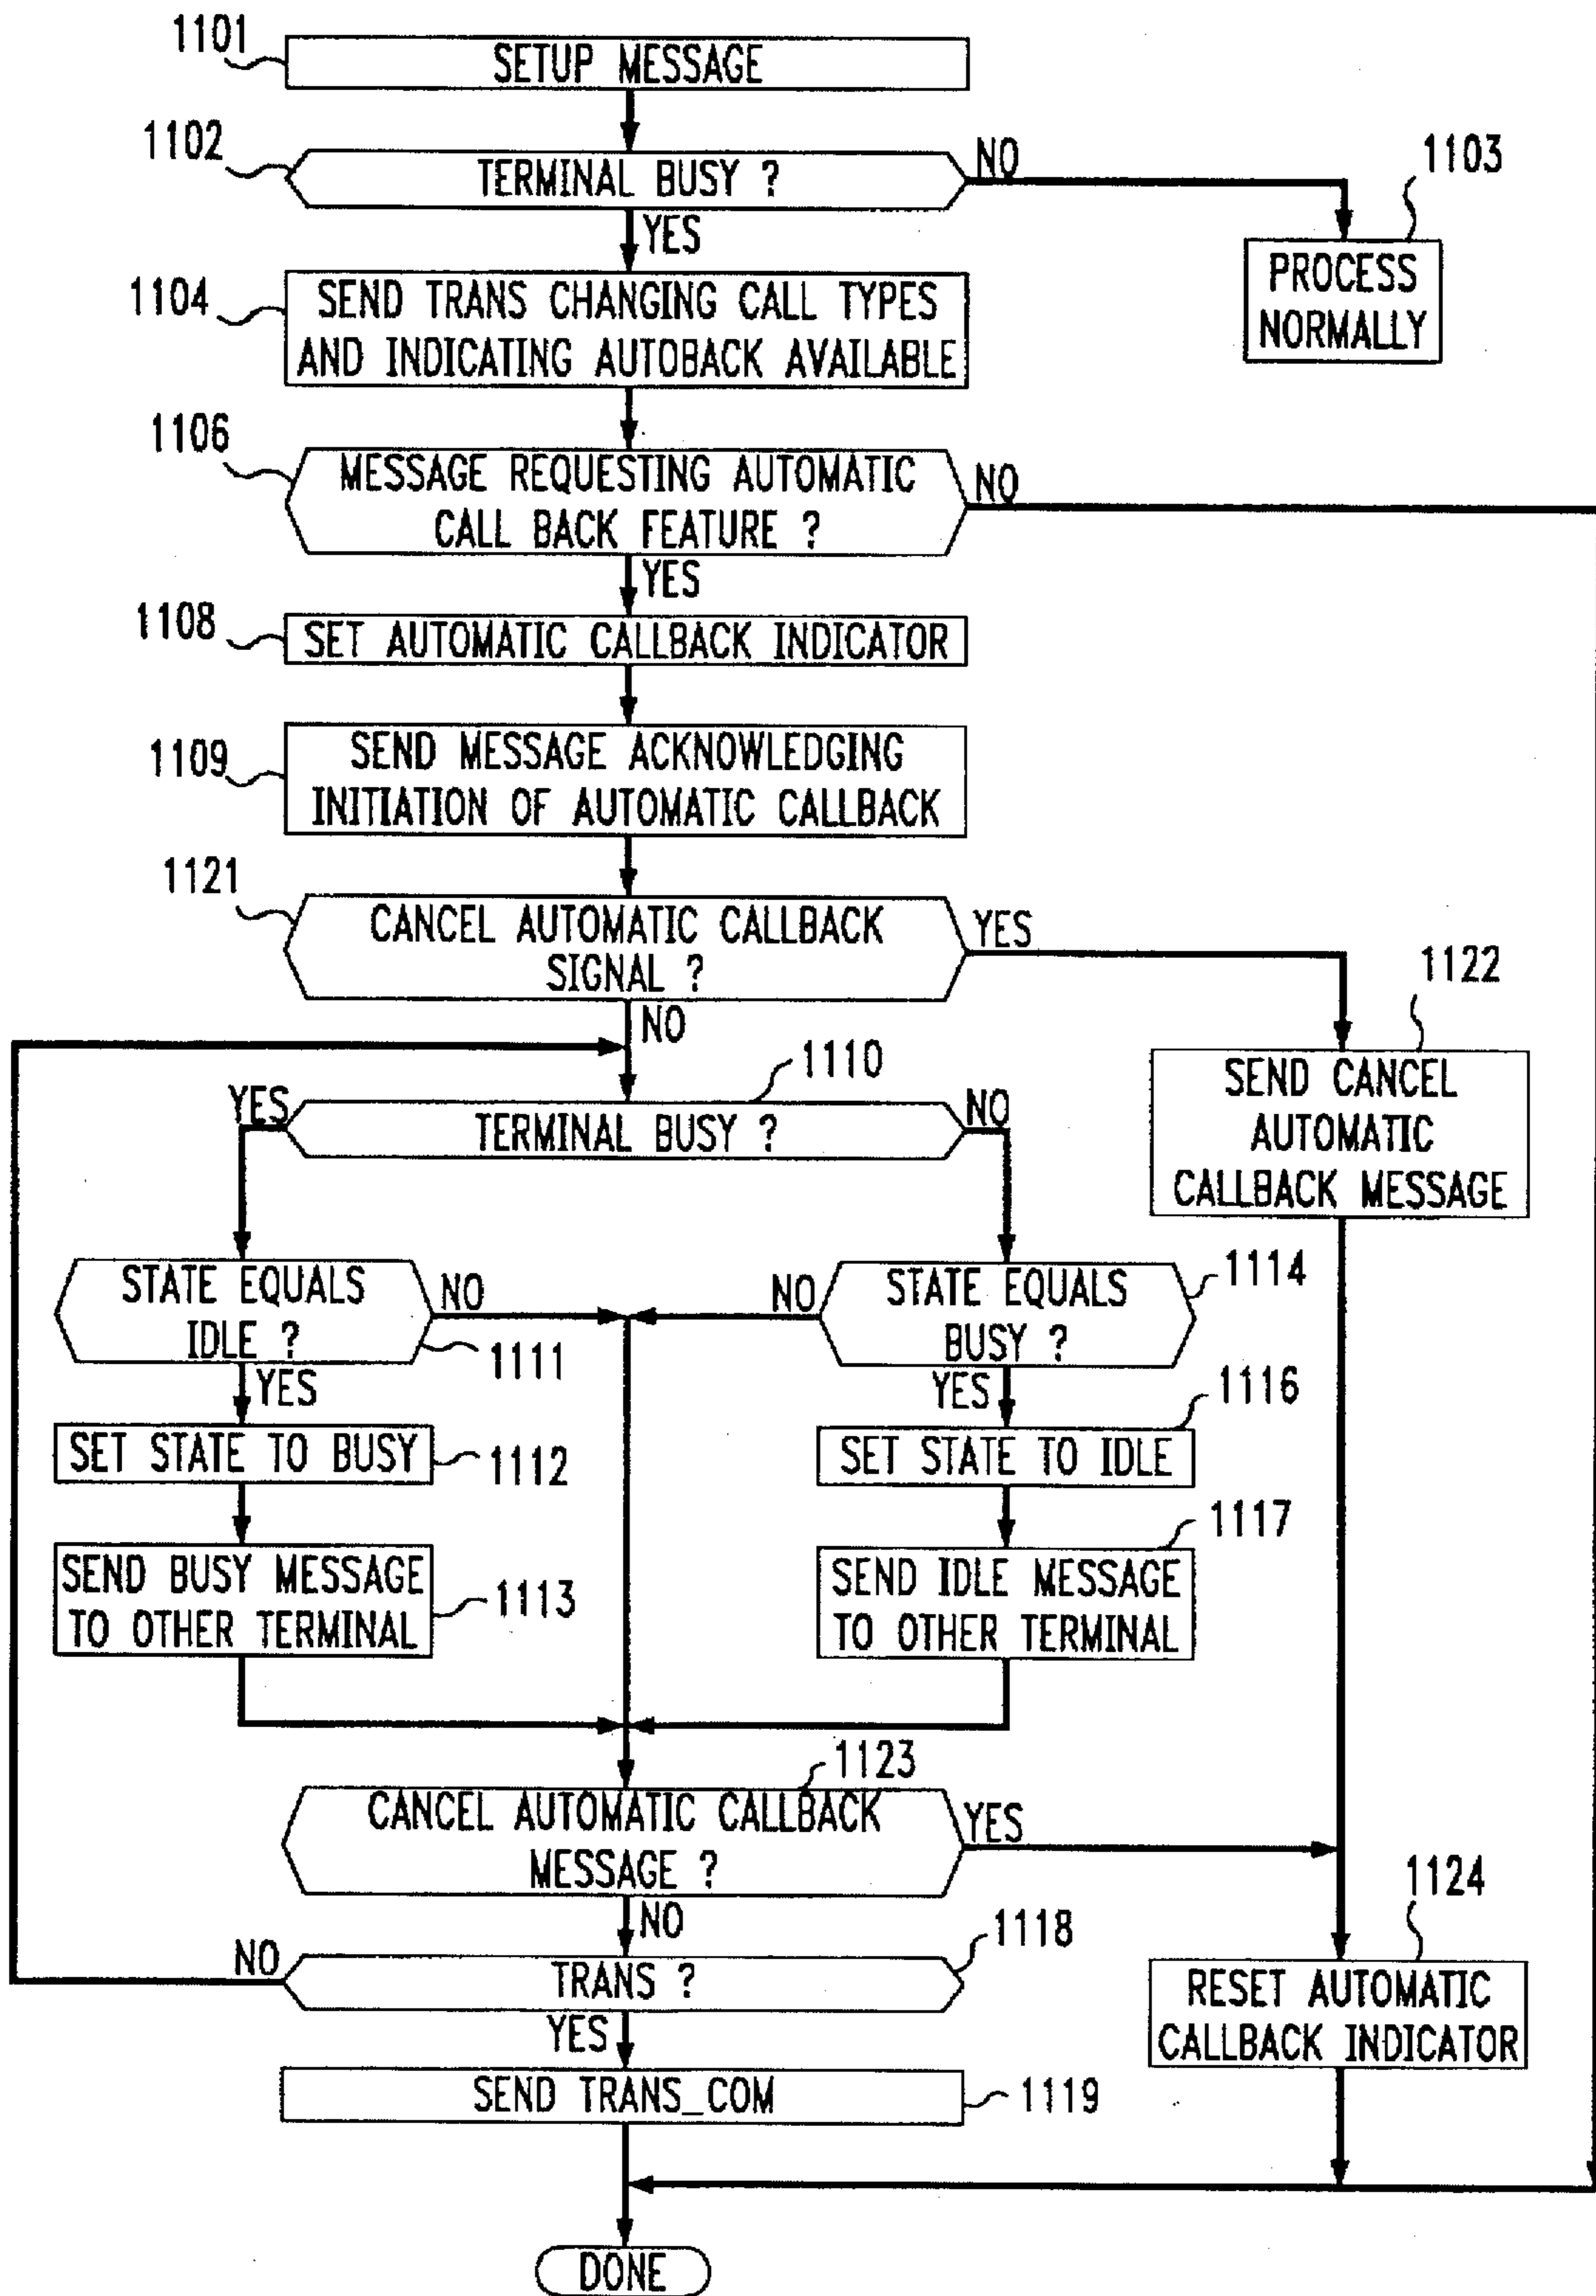 1101
SETUP MESSAGE
1102
TERMINAL BUSY ?
NO
1103
YES
PROCESS
NORMALLY
1104
SEND TRANS CHANGING CALL TYPES
AND INDICATING AUTOBACK AVAILABLE
1106
MESSAGE REQUESTING AUTOMATIC
CALL BACK FEATURE ?
NO
YES
1108
SET AUTOMATIC CALLBACK INDICATOR
1109
SEND MESSAGE ACKNOWLEDGING
INITIATION OF AUTOMATIC CALLBACK
1121
CANCEL AUTOMATIC CALLBACK
SIGNAL ?
YES
1122
NO
SEND CANCEL
AUTOMATIC
CALLBACK MESSAGE
1110
YES
TERMINAL BUSY ?
NO
STATE EQUALS
IDLE ?
NO
1111
NO
STATE EQUALS
BUSY ?
1114
YES
YES
1116
SET STATE TO BUSY
1112
SET STATE TO IDLE
1117
SEND BUSY MESSAGE
TO OTHER TERMINAL
1113
SEND IDLE MESSAGE
TO OTHER TERMINAL
1123
CANCEL AUTOMATIC CALLBACK
MESSAGE ?
YES
1124
NO
1118
NO
TRANS ?
RESET AUTOMATIC
CALLBACK INDICATOR
YES
SEND TRANS_COM
1119
DONE